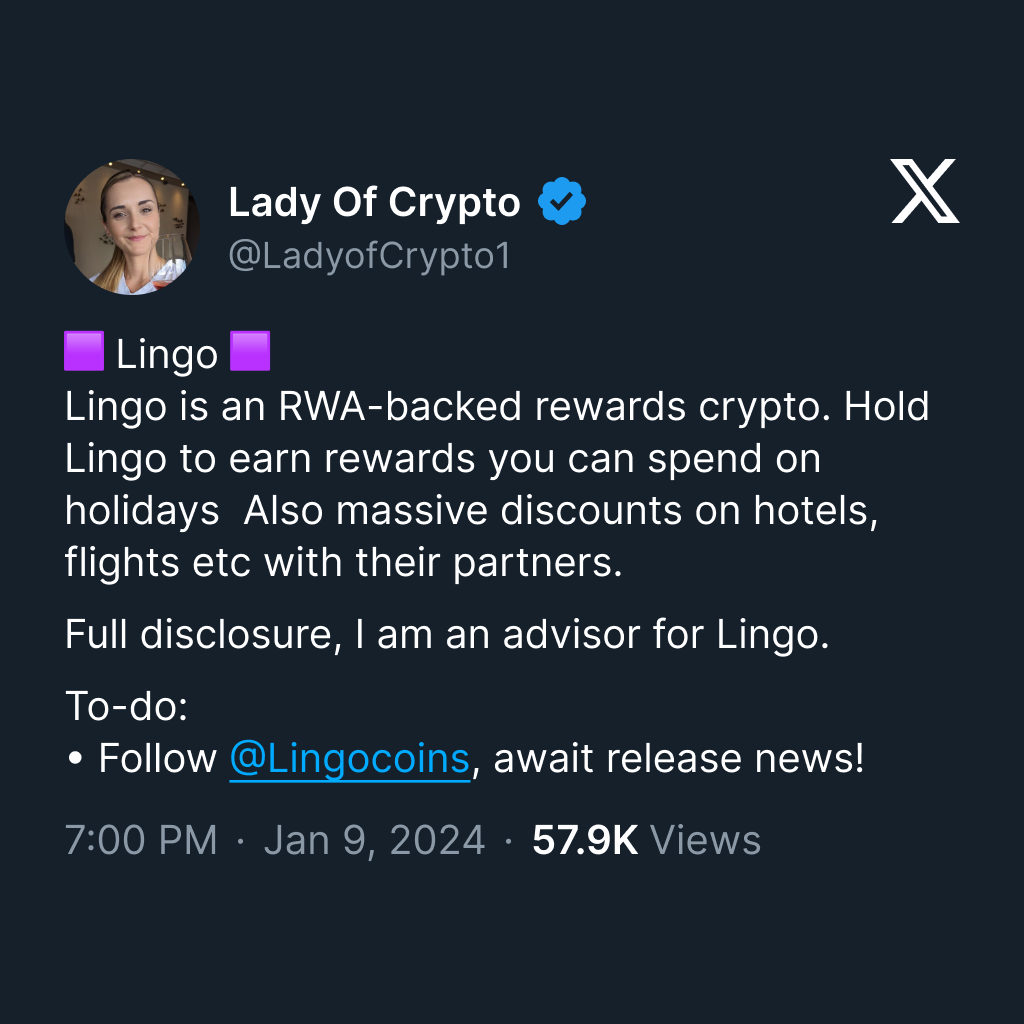 Lady Of Crypto
@LadyofCrypto1
🟪 Lingo 🟪
Lingo is an RWA-backed rewards crypto. Hold
Lingo to earn rewards you can spend on
holidays  Also massive discounts on hotels,
flights etc with their partners.
Full disclosure, I am an advisor for Lingo.
To-do:
• Follow @Lingocoins, await release news!
7:00 PM · Jan 9, 2024 · 57.9K Views